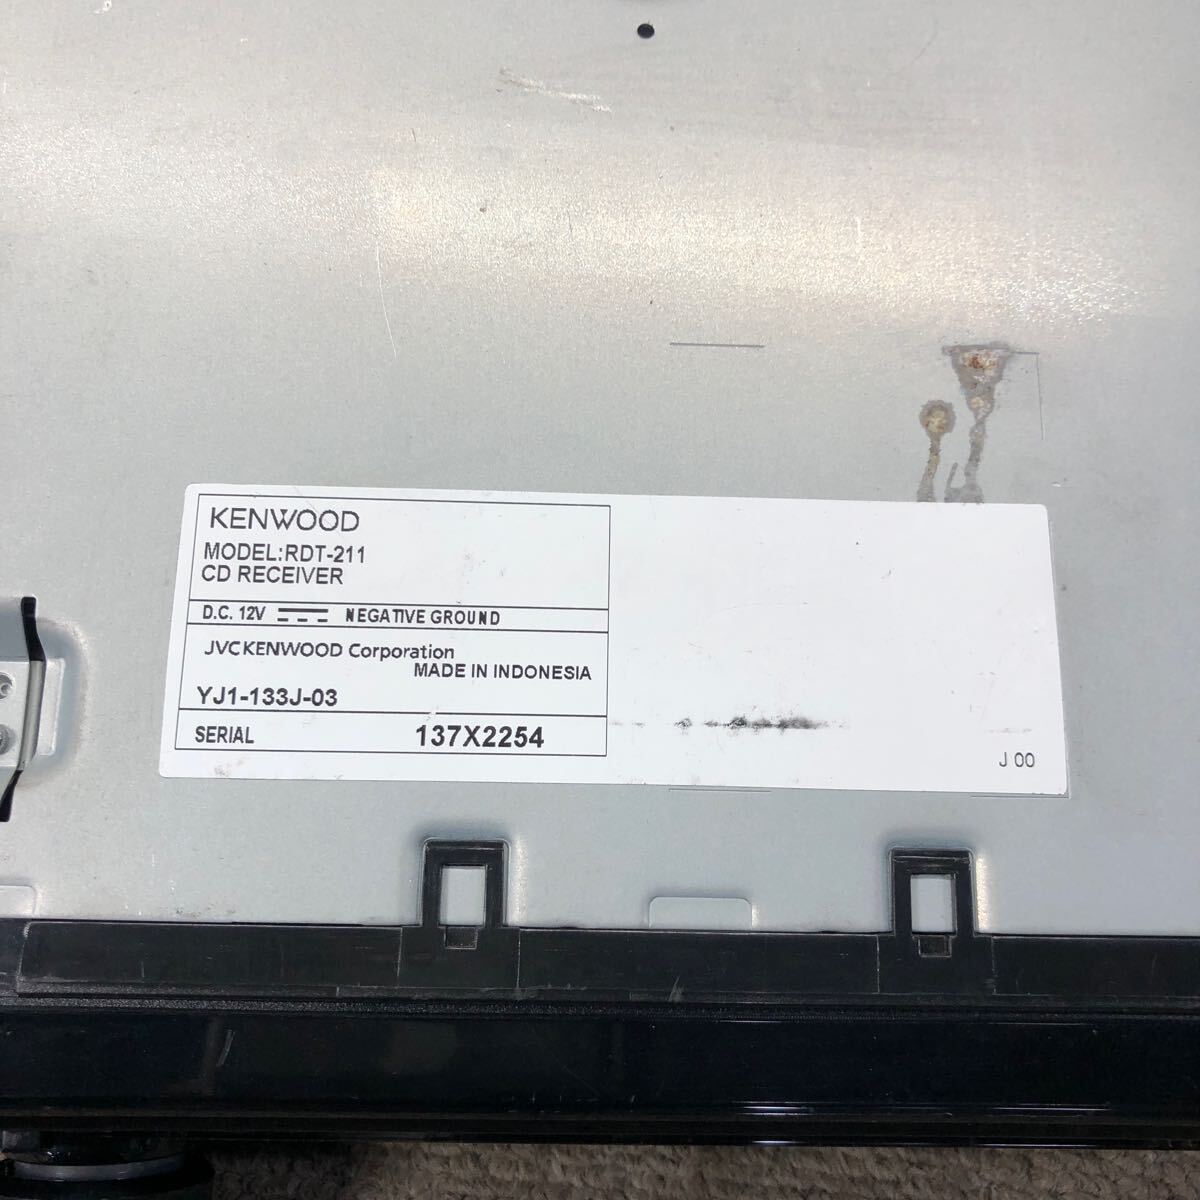 KENWOOD
MODEL:RDT-211
CD RECEIVER
D.C. 12V NEGATIVE GROUND
JVCKENWOOD Corporation
MADE IN INDONESIA
YJ1-133J-03
SERIAL 137X2254
J 00